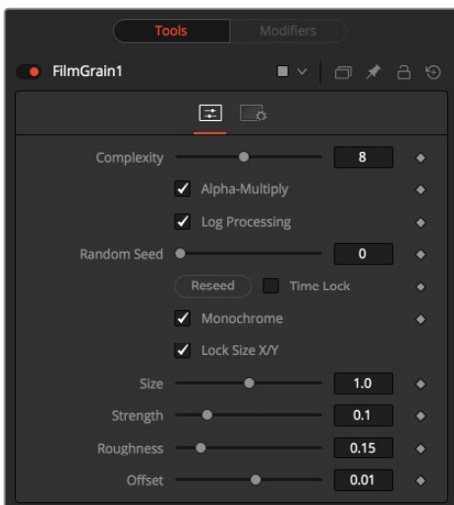 Tools Modifiers
FilmGrain1
Complexity 8
Alpha-Multiply
Log Processing
Random Seed 0
Reseed Time Lock
Monochrome
Lock Size X/Y
Size 1.0
Strength 0.1
Roughness 0.15
Offset 0.01